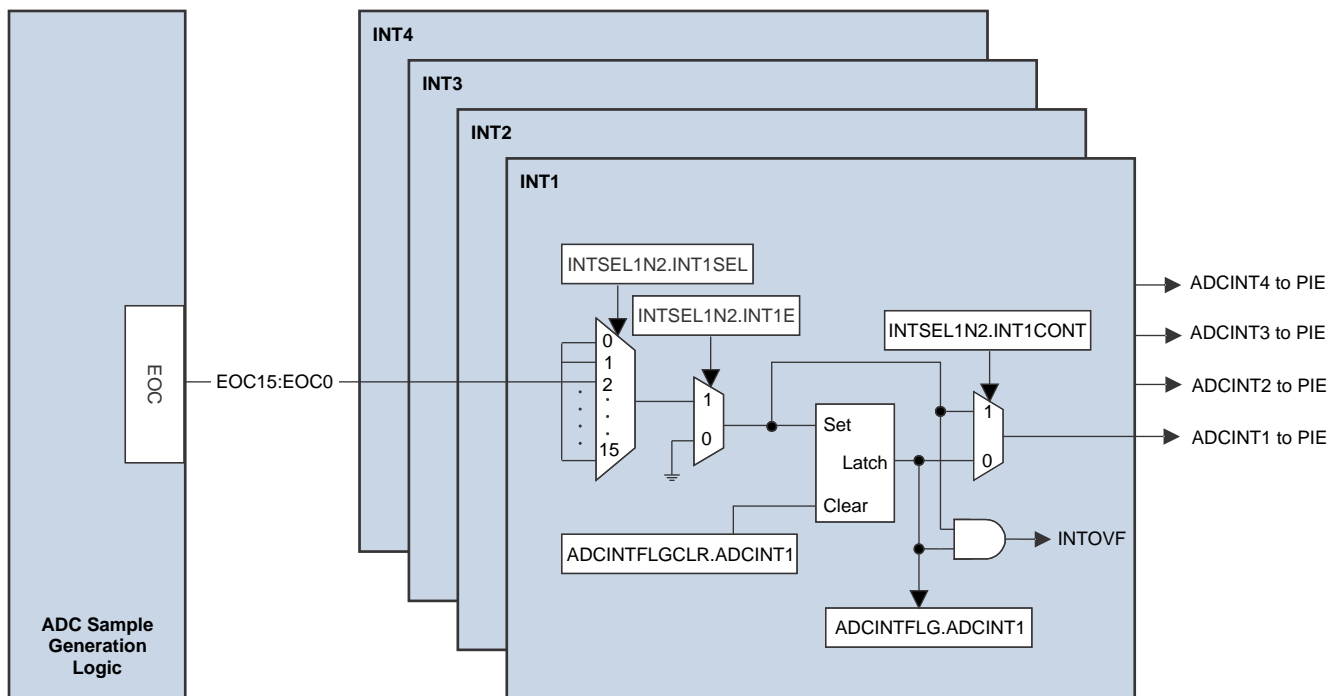 INT4
INT3
INT2
INT1
INTSEL1N2.INT1SEL
INTSEL1N2.INT1E
INTSEL1N2.INT1CONT
ADCINT4 to PIE
ADCINT3 to PIE
ADCINT2 to PIE
ADCINT1 to PIE
EOC
EOC15:EOC0
0
1
2
15
1
0
Set
Latch
Clear
1
0
ADCINTFLGCLR.ADCINT1
INTOVF
ADCINTFLG.ADCINT1
ADC Sample
Generation
Logic